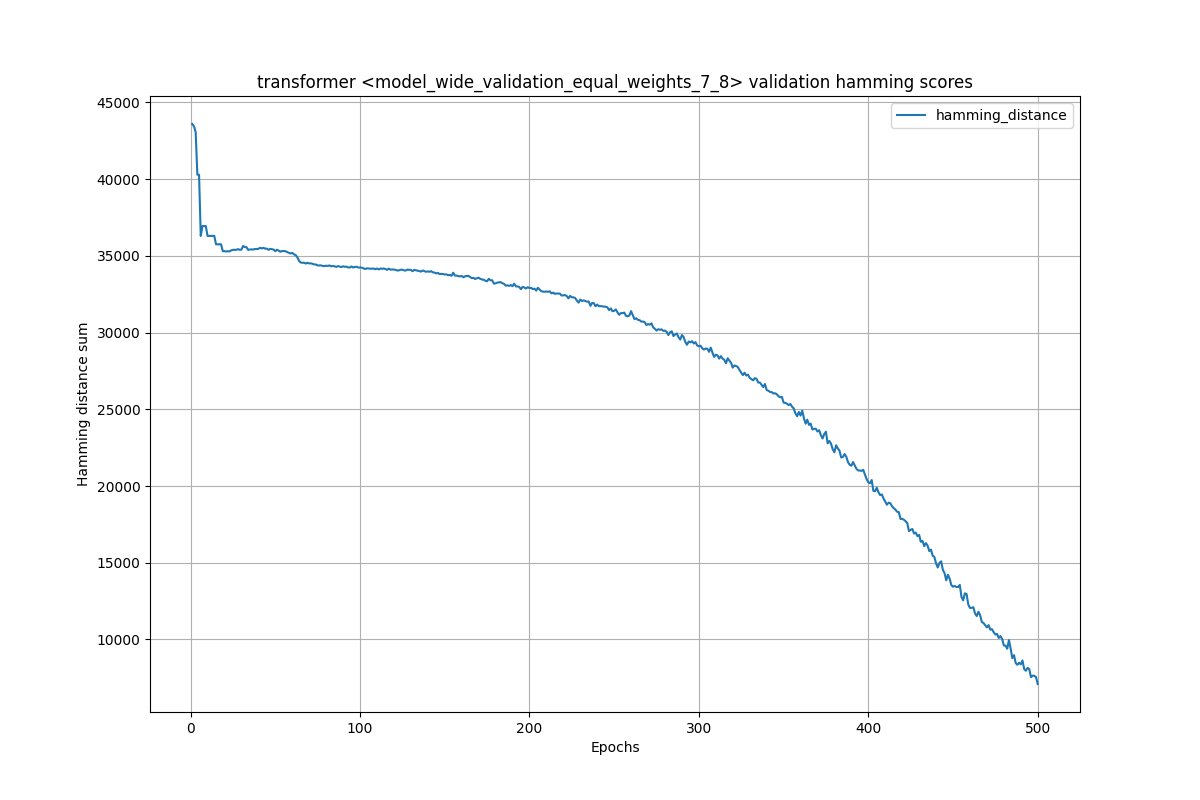 transformer <model_wide_validation_equal_weights_7_8> validation hamming scores
hamming_distance
45000
40000
35000
30000
25000
20000
15000
10000
Hamming distance sum
0 100 200 300 400 500
Epochs